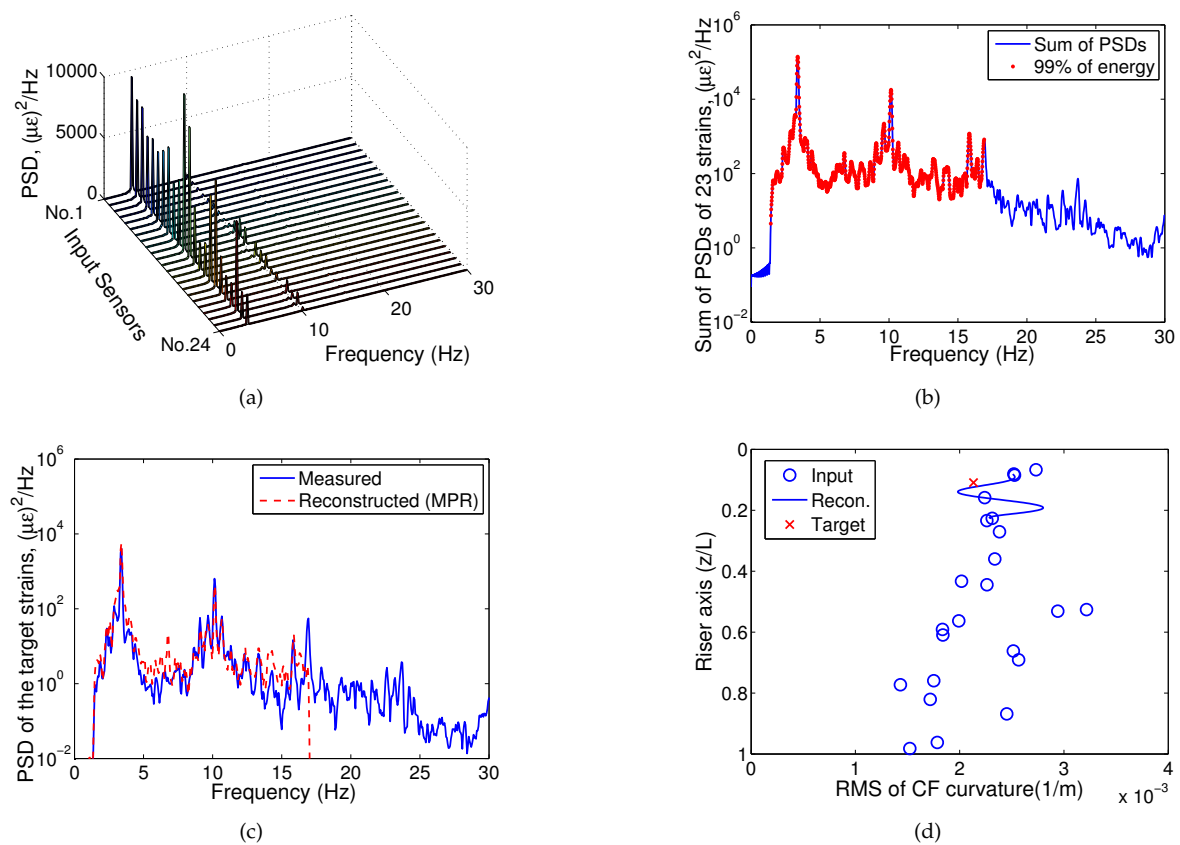 10000
5000
0
PSD, (με)²/Hz
No.1
Input Sensors
No.24
0
10
20
30
Frequency (Hz)
(a)
10⁶
10⁴
10²
10⁰
10⁻²
Sum of PSDs of 23 strains, (με)²/Hz
Sum of PSDs
99% of energy
0 5 10 15 20 25 30
Frequency (Hz)
(b)
10⁶
10⁴
10²
10⁰
10⁻²
PSD of the target strains, (με)²/Hz
Measured
Reconstructed (MPR)
0 5 10 15 20 25 30
Frequency (Hz)
(c)
0
0.2
0.4
0.6
0.8
1
Riser axis (z/L)
Input
Recon.
Target
0 1 2 3 4
RMS of CF curvature(1/m)
x 10⁻³
(d)